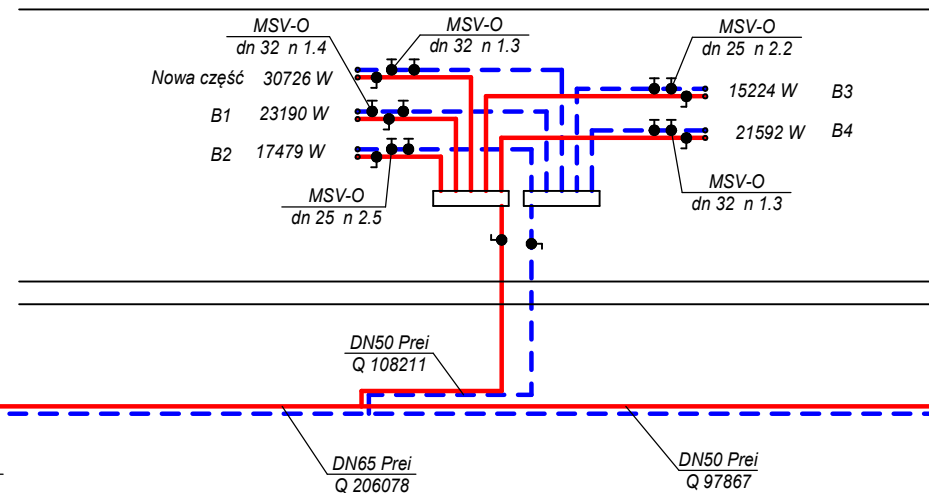 MSV-O
dn 32 n 1.4
MSV-O
dn 32 n 1.3
MSV-O
dn 25 n 2.2
Nowa część 30726 W
15224 W B3
B1 23190 W
21592 W B4
B2 17479 W
MSV-O
dn 25 n 2.5
MSV-O
dn 32 n 1.3
DN50 Prei
Q 108211
DN65 Prei
Q 206078
DN50 Prei
Q 97867